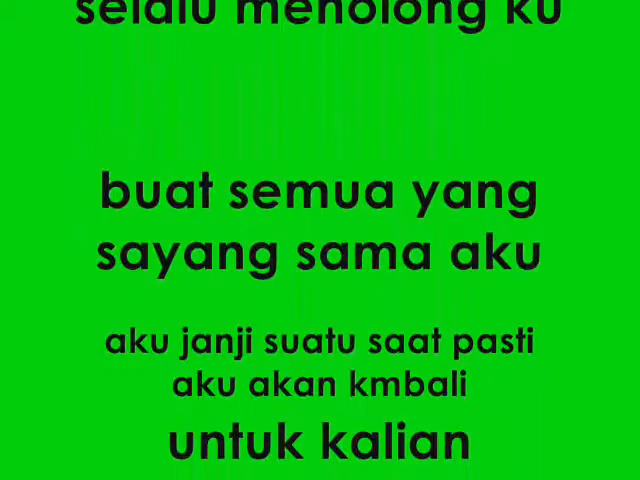 selalu menolong ku
buat semua yang
sayang sama aku
aku janji suatu saat pasti
aku akan kmbali
untuk kalian